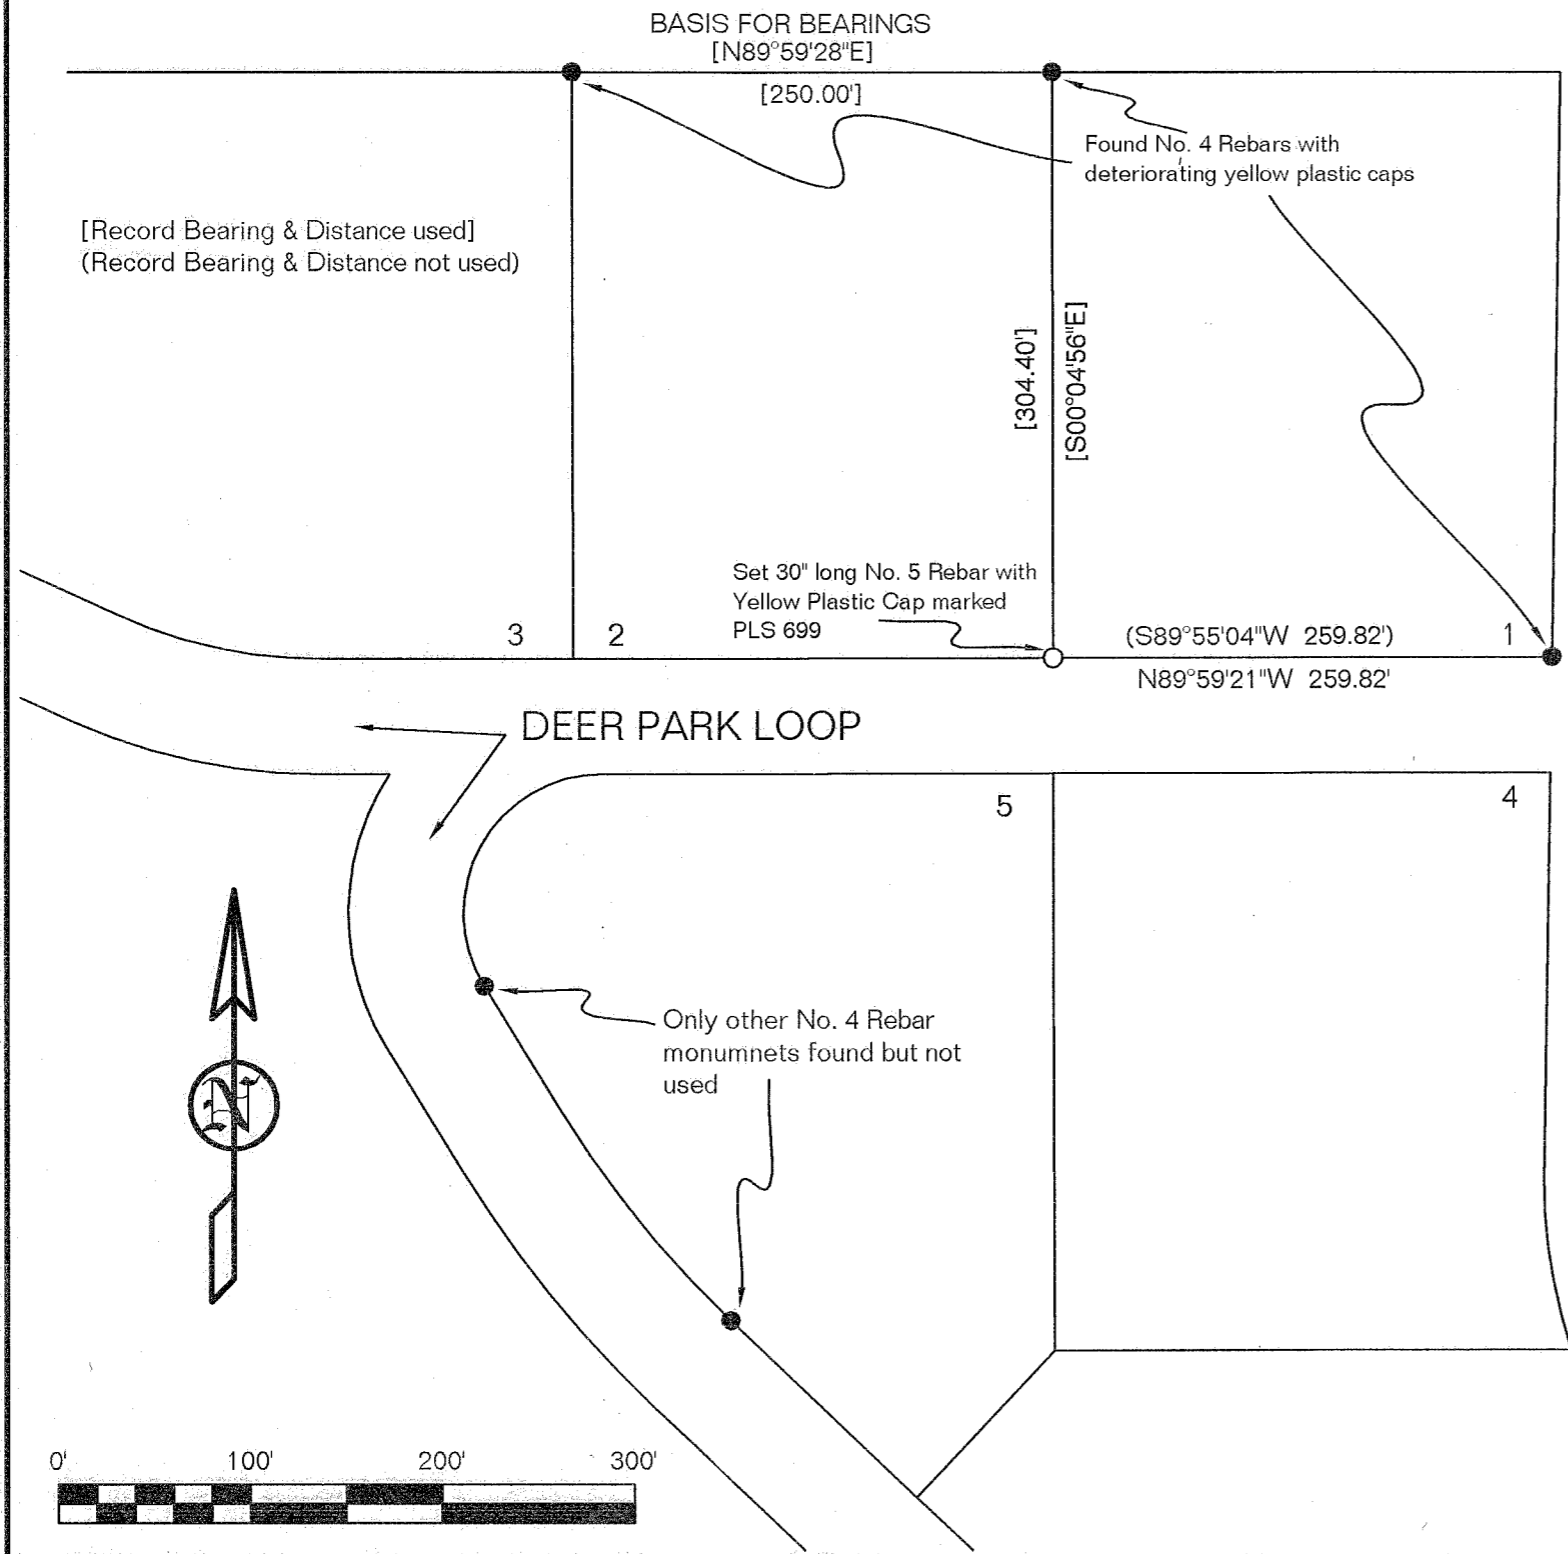 BASIS FOR BEARINGS
[N89°59'28"E]
[250.00']
Found No. 4 Rebars with
deteriorating yellow plastic caps
[Record Bearing & Distance used]
(Record Bearing & Distance not used)
[304.40']
[S00°04'56"E]
Set 30" long No. 5 Rebar with
Yellow Plastic Cap marked
PLS 699
3
2
(S89°55'04"W 259.82')
1
N89°59'21"W 259.82'
DEER PARK LOOP
5
4
N
Only other No. 4 Rebar
monumnets found but not
used
0' 100' 200' 300'